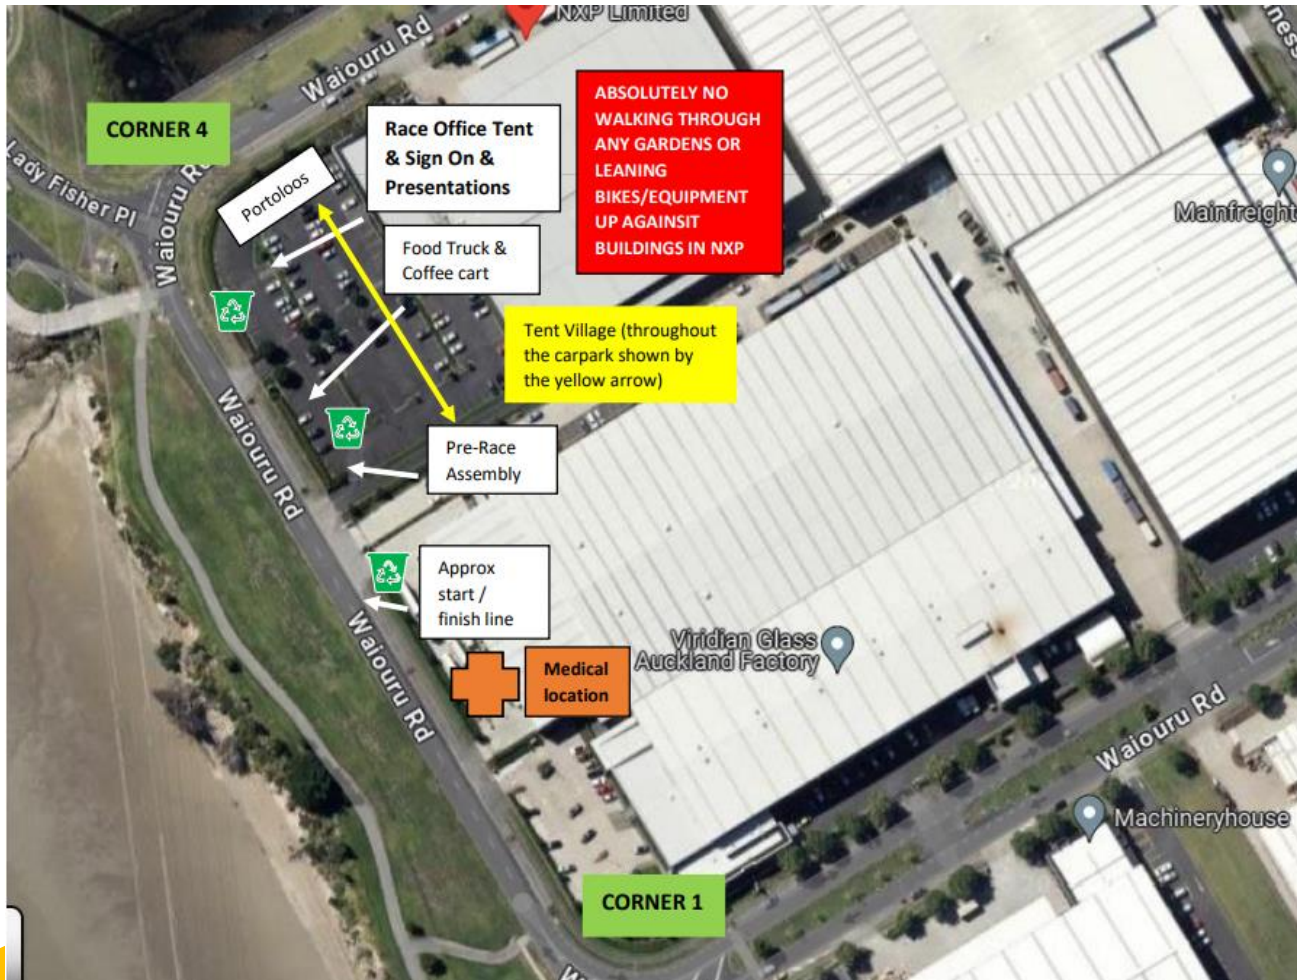 NXP Limited
Waiouru Rd
CORNER 4
Race Office Tent
& Sign On &
Presentations
ABSOLUTELY NO
WALKING THROUGH
ANY GARDENS OR
LEANING
BIKES/EQUIPMENT
UP AGAINSIT
BUILDINGS IN NXP
Lady Fisher Pl
Waiouru Rd
Portoloos
Mainfreight
Food Truck &
Coffee cart
Tent Village (throughout
the carpark shown by
the yellow arrow)
Waiouru Rd
Pre-Race
Assembly
Approx
start /
finish line
Waiouru Rd
Viridian Glass
Auckland Factory
Medical
location
Waiouru Rd
Machineryhouse
CORNER 1